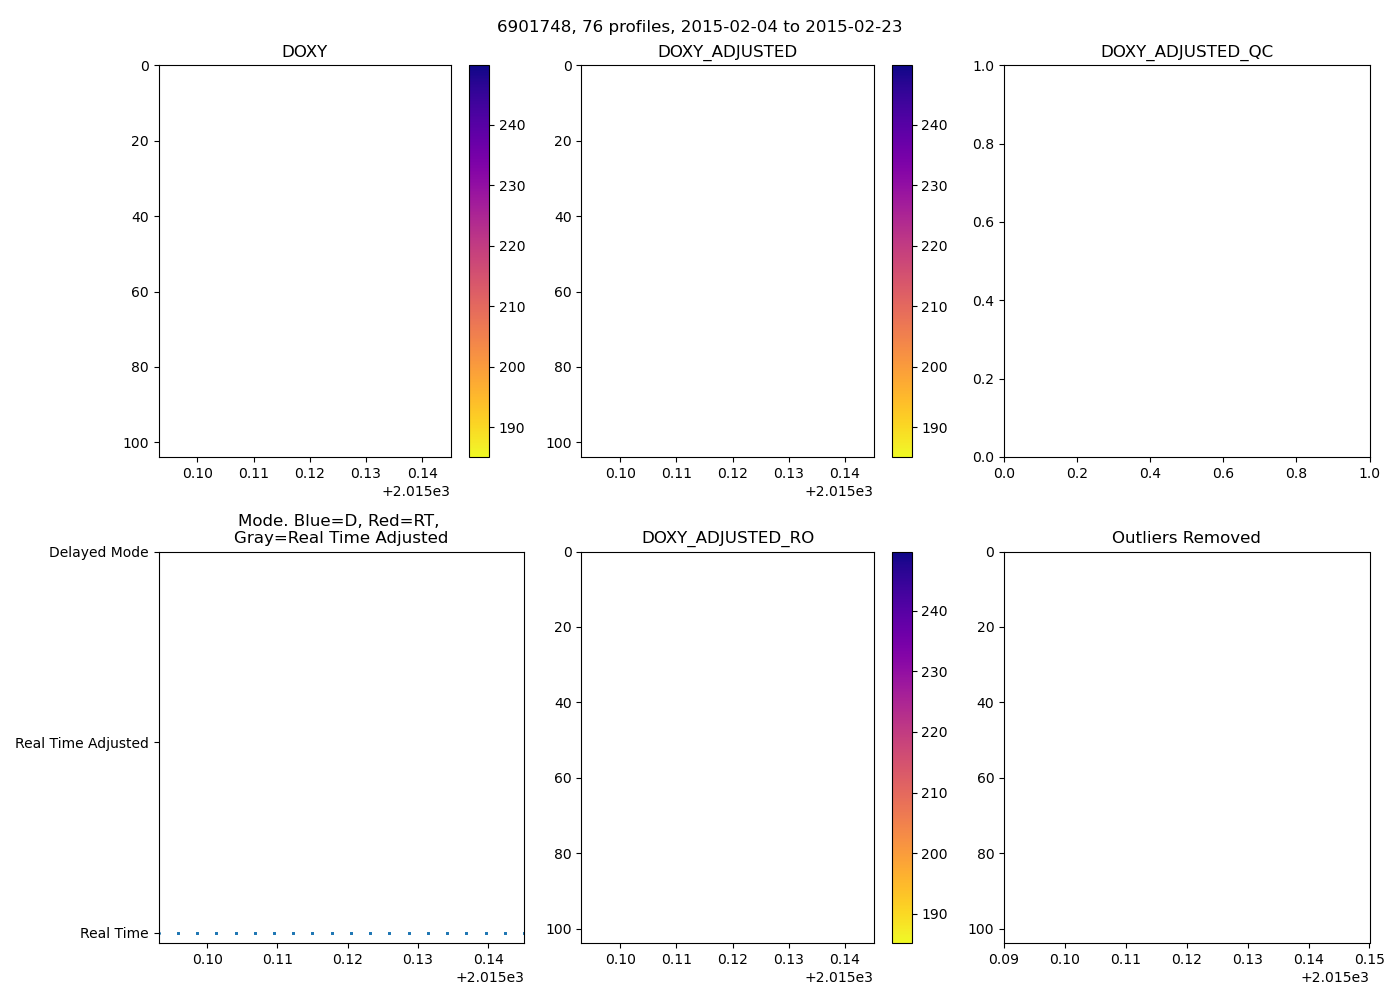 6901748, 76 profiles, 2015-02-04 to 2015-02-23
DOXY
0
20
40
60
80
100
0.10 0.11 0.12 0.13 0.14
+2.015e3
240
230
220
210
200
190
DOXY_ADJUSTED
0
20
40
60
80
100
0.10 0.11 0.12 0.13 0.14
+2.015e3
240
230
220
210
200
190
DOXY_ADJUSTED_QC
1.0
0.8
0.6
0.4
0.2
0.0
0.0 0.2 0.4 0.6 0.8 1.0
Mode. Blue=D, Red=RT,
Gray=Real Time Adjusted
Delayed Mode
Real Time Adjusted
Real Time
0.10 0.11 0.12 0.13 0.14
+2.015e3
DOXY_ADJUSTED_RO
0
20
40
60
80
100
0.10 0.11 0.12 0.13 0.14
+2.015e3
240
230
220
210
200
190
Outliers Removed
0
20
40
60
80
100
0.09 0.10 0.11 0.12 0.13 0.14 0.15
+2.015e3